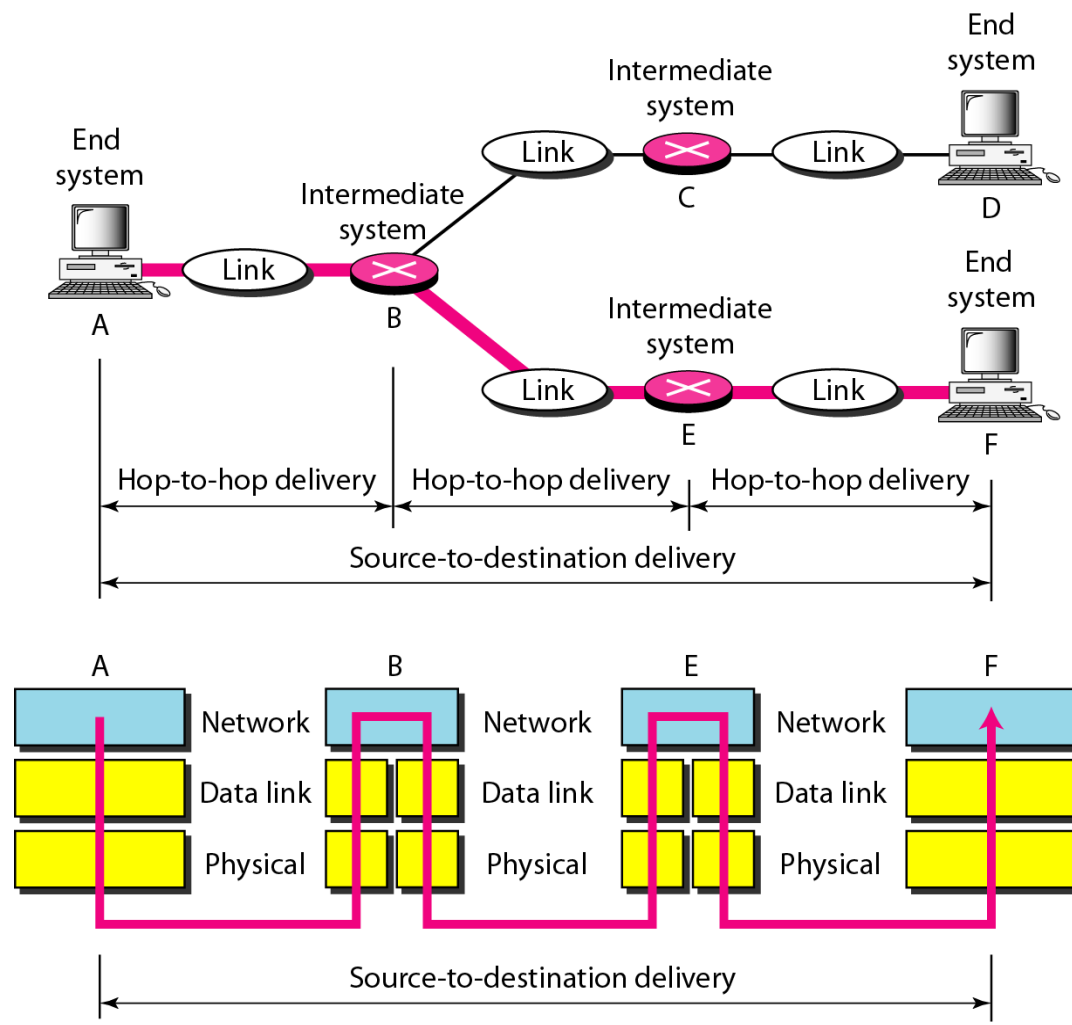 End
system
Intermediate
system
Link
C
Link
D
End
system
A
Link
Intermediate
system
B
Link
Intermediate
system
E
Link
End
system
F
Hop-to-hop delivery
Hop-to-hop delivery
Hop-to-hop delivery
Source-to-destination delivery
A
B
E
F
Network
Network
Network
Data link
Data link
Data link
Physical
Physical
Physical
Source-to-destination delivery